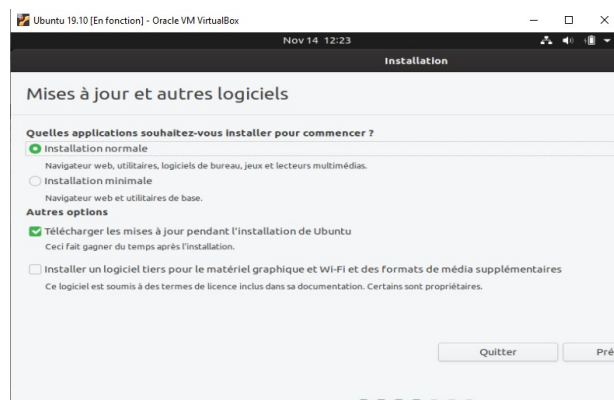 Ubuntu 19.10 [En fonction] - Oracle VM VirtualBox
Nov 14 12:23
Installation
Mises à jour et autres logiciels
Quelles applications souhaitez-vous installer pour commencer ?
Installation normale
Navigateur web, utilitaires, logiciels de bureau, jeux et lecteurs multimédias.
Installation minimale
Navigateur web et utilitaires de base.
Autres options
Télécharger les mises à jour pendant l'installation de Ubuntu
Ceci fait gagner du temps après l'installation.
Installer un logiciel tiers pour le matériel graphique et Wi-Fi et des formats de média supplémentaires
Ce logiciel est soumis à des termes de licence inclus dans sa documentation. Certains sont propriétaires.
Quitter Pré